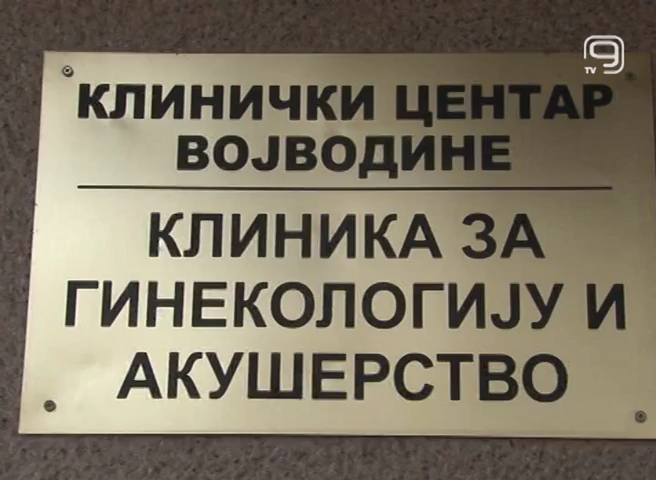 9
TV
КЛИНИЧКИ ЦЕНТАР
ВОЈВОДИНЕ
КЛИНИКА ЗА
ГИНЕКОЛОГИЈУ И
АКУШЕРСТВО